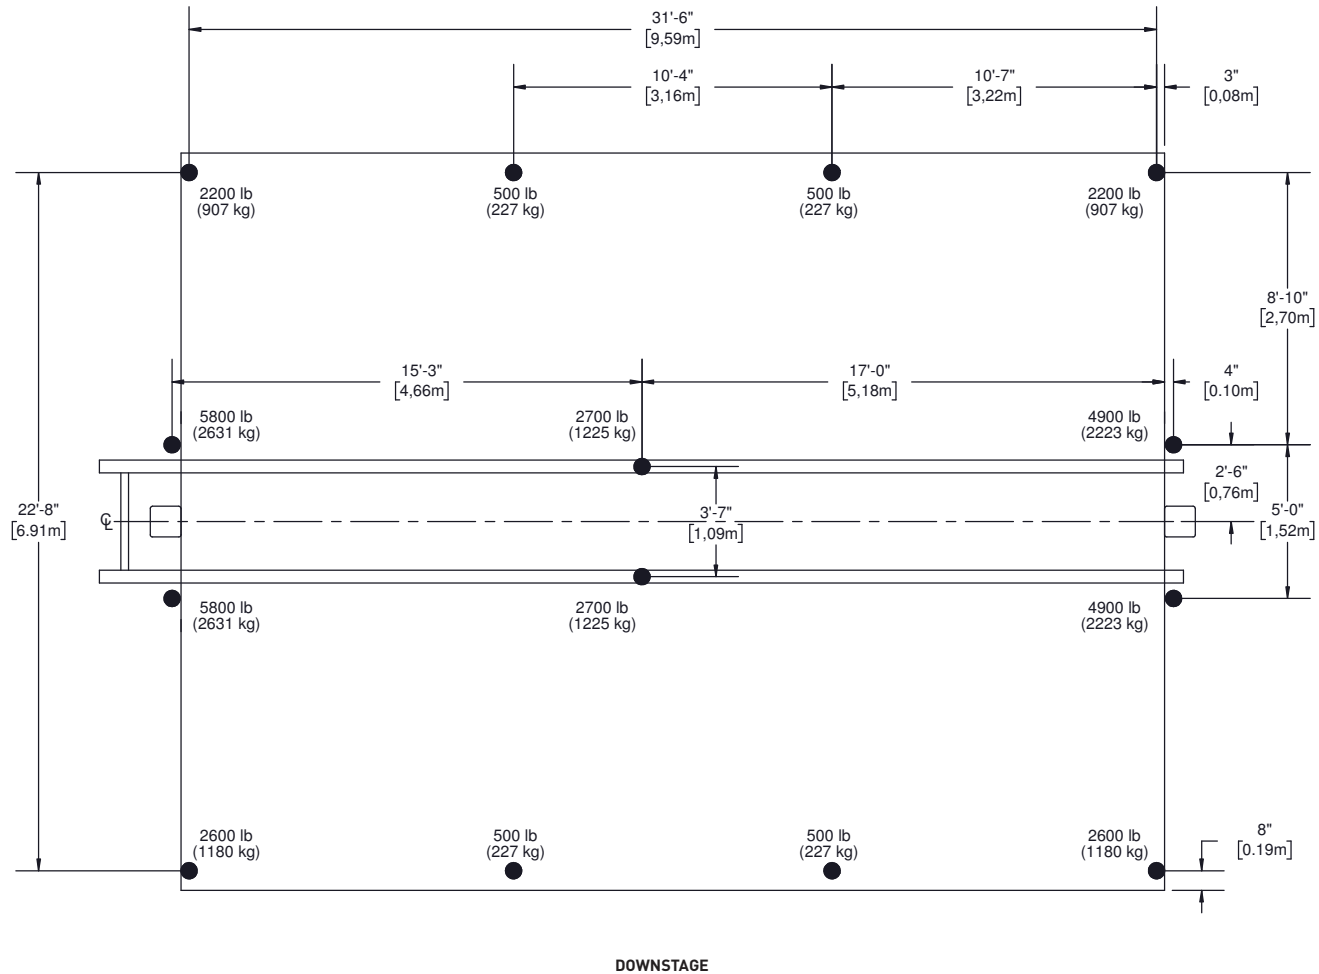 31'-6"
[9,59m]
10'-4"
[3,16m]
10'-7"
[3,22m]
3"
[0,08m]
2200 lb
(907 kg)
500 lb
(227 kg)
500 lb
(227 kg)
2200 lb
(907 kg)
8'-10"
[2,70m]
15'-3"
[4,66m]
17'-0"
[5,18m]
4"
[0.10m]
5800 lb
(2631 kg)
2700 lb
(1225 kg)
4900 lb
(2223 kg)
2'-6"
[0,76m]
22'-8"
[6.91m]
℄
3'-7"
[1,09m]
5'-0"
[1,52m]
5800 lb
(2631 kg)
2700 lb
(1225 kg)
4900 lb
(2223 kg)
2600 lb
(1180 kg)
500 lb
(227 kg)
500 lb
(227 kg)
2600 lb
(1180 kg)
8"
[0.19m]
DOWNSTAGE